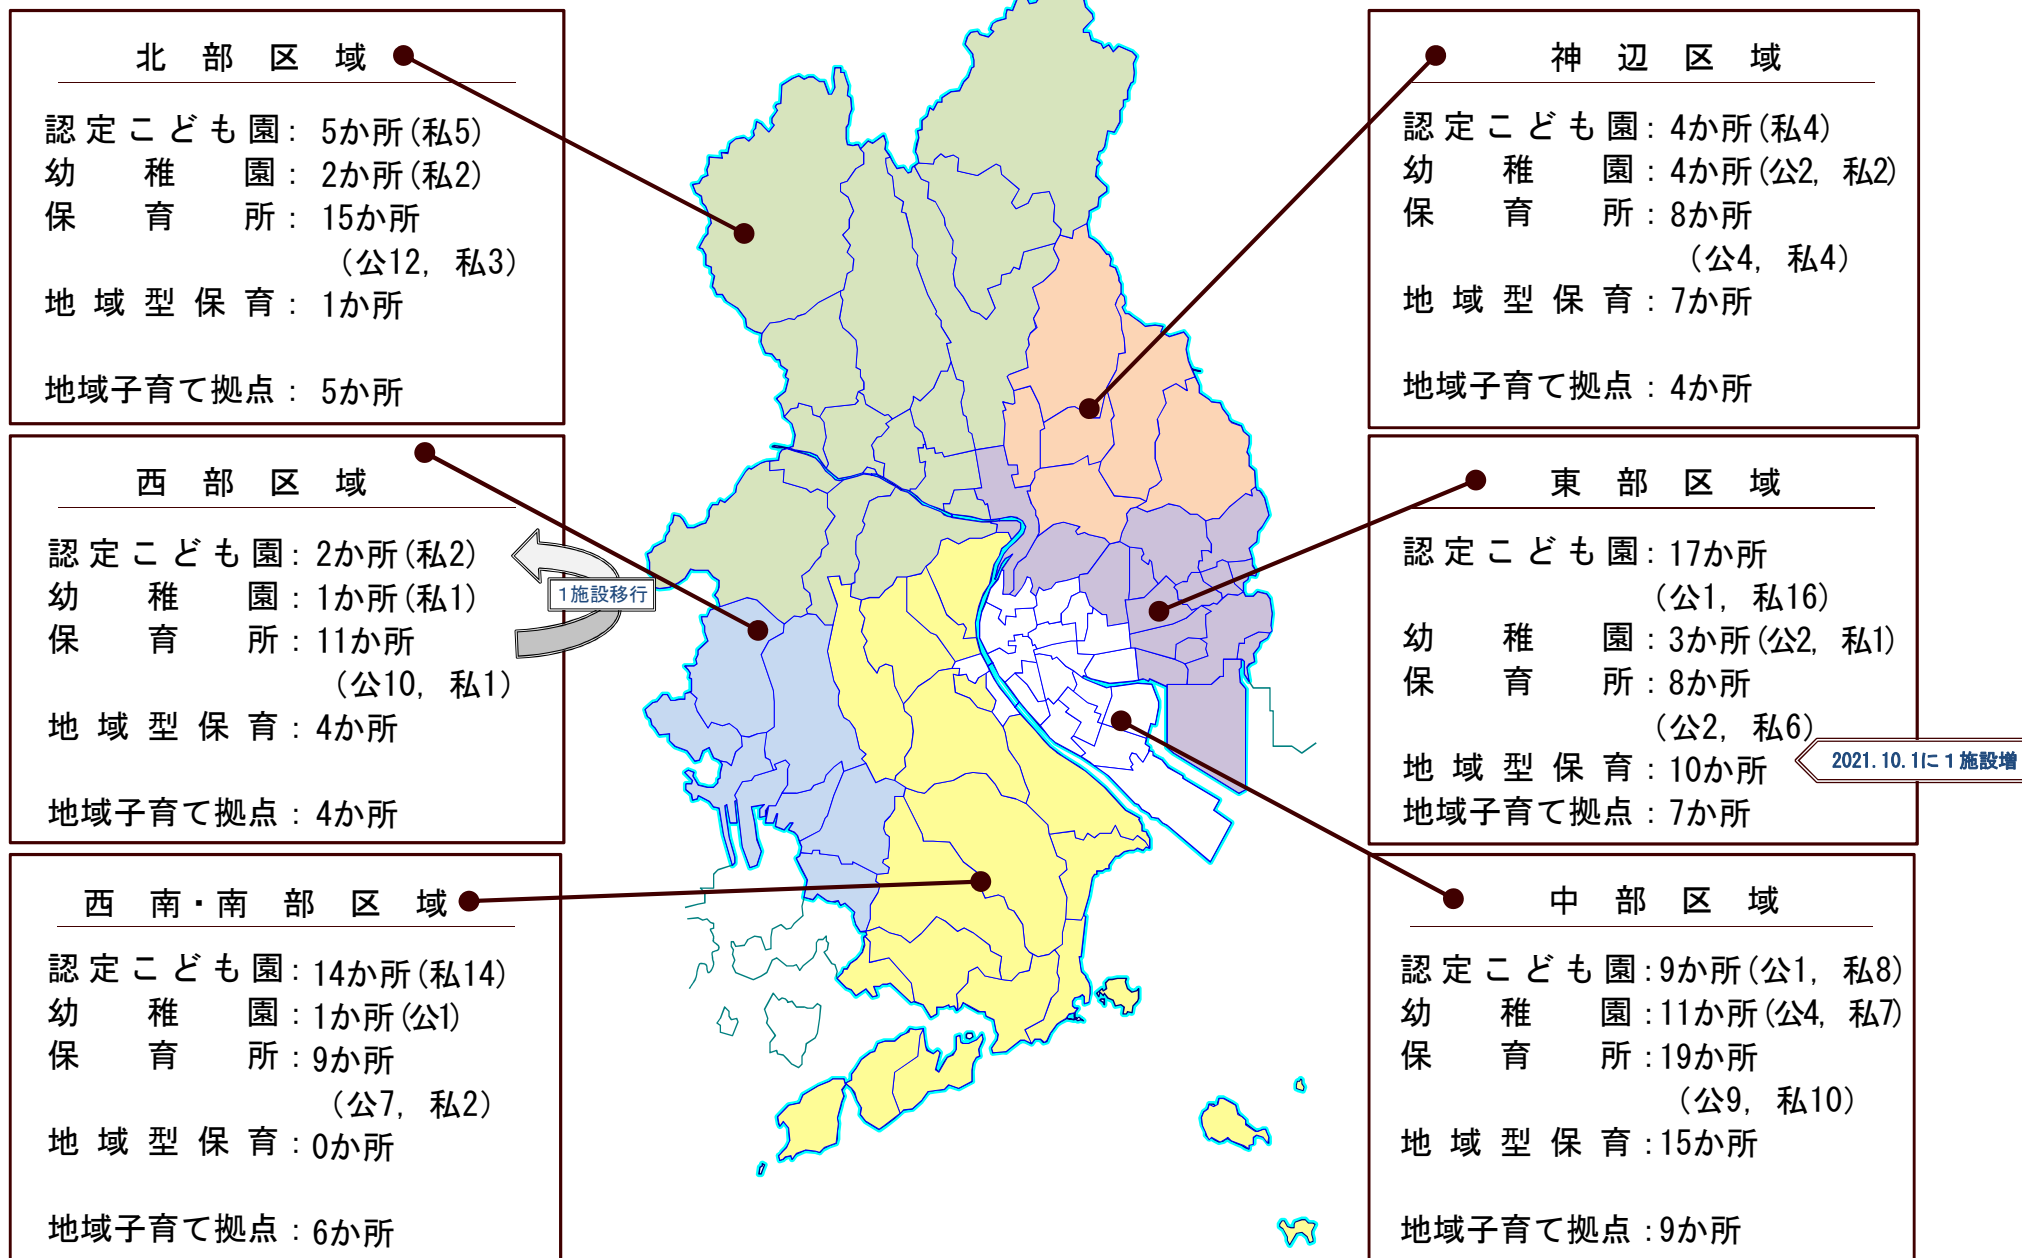 北部区域
認定こども園：5か所(私5)
幼稚園：2か所(私2)
保育所：15か所
(公12, 私3)
地域型保育：1か所
地域子育て拠点：5か所
西部区域
認定こども園：2か所(私2)
幼稚園：1か所(私1)
保育所：11か所
(公10, 私1)
地域型保育：4か所
地域子育て拠点：4か所
1施設移行
西南・南部区域
認定こども園：14か所(私14)
幼稚園：1か所(公1)
保育所：9か所
(公7, 私2)
地域型保育：0か所
地域子育て拠点：6か所
神辺区域
認定こども園：4か所(私4)
幼稚園：4か所(公2, 私2)
保育所：8か所
(公4, 私4)
地域型保育：7か所
地域子育て拠点：4か所
東部区域
認定こども園：17か所
(公1, 私16)
幼稚園：3か所(公2, 私1)
保育所：8か所
(公2, 私6)
地域型保育：10か所
2021.10.1に１施設増
地域子育て拠点：7か所
中部区域
認定こども園：9か所(公1, 私8)
幼稚園：11か所(公4, 私7)
保育所：19か所
(公9, 私10)
地域型保育：15か所
地域子育て拠点：9か所